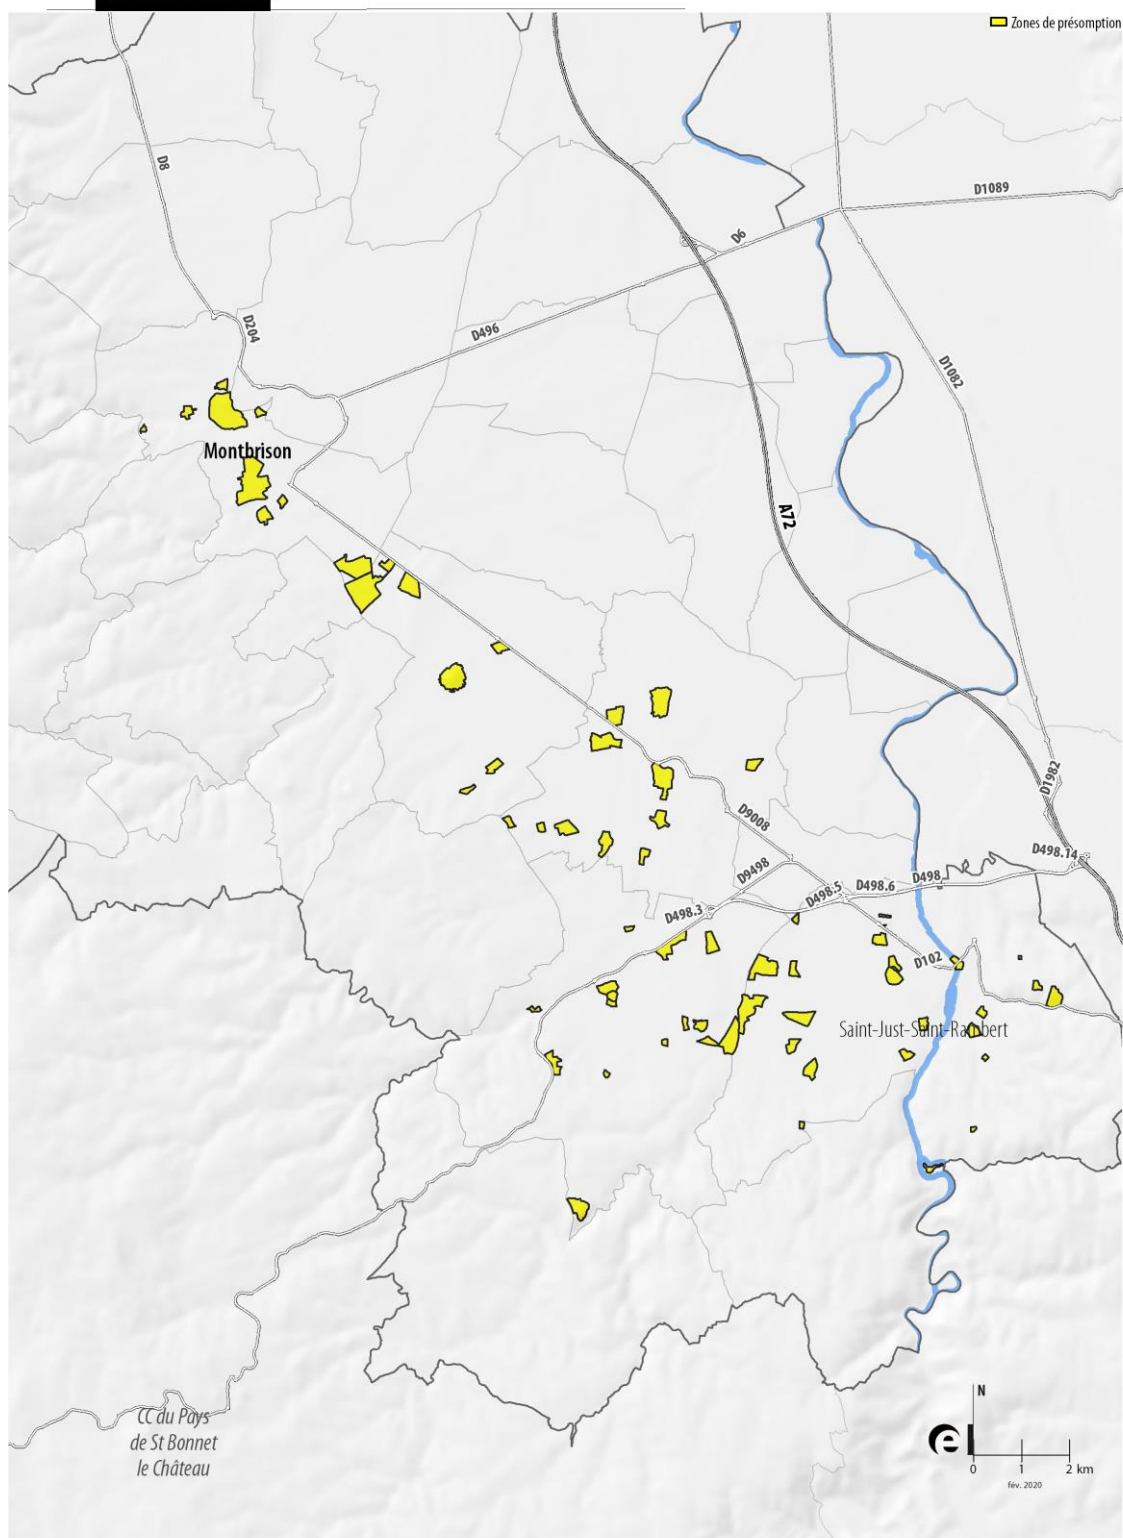 Zones de présomption
D8
D1089
D6
D204
D496
D1082
Montbrison
A72
D1982
D9008
D498.14
D9498
D498
D498.6
D498.5
D498.3
D102
Saint-Just-Saint-Rambert
N
CC du Pays
de St Bonnet
le Château
0 1 2 km
fév. 2020